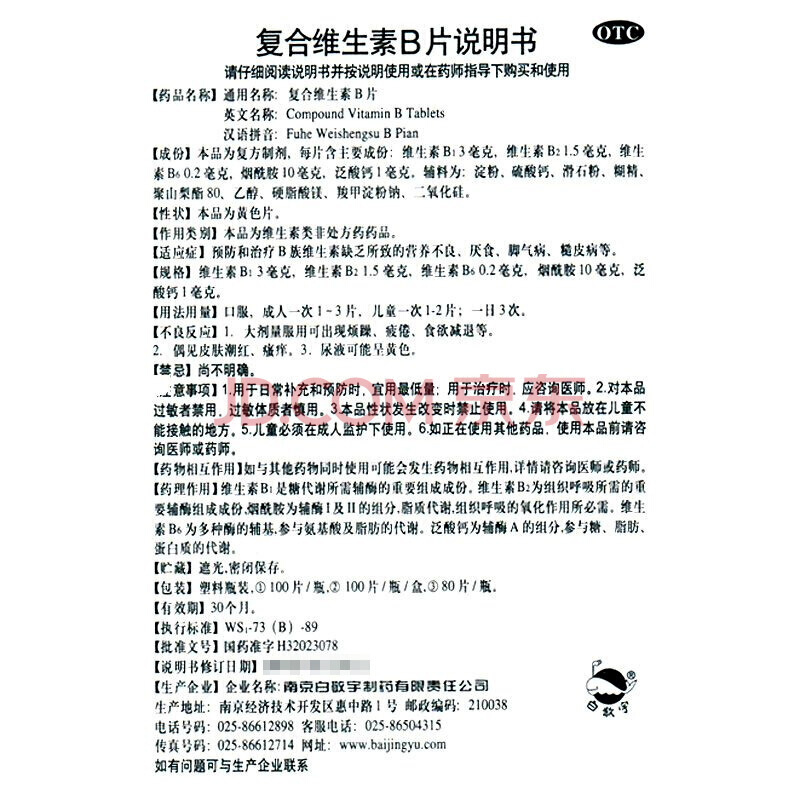 OTC
复合维生素B片说明书
请仔细阅读说明书并按说明使用或在药师指导下购买和使用
【药品名称】通用名称：复合维生素B片
英文名称：Compound Vitamin B Tablets
汉语拼音：Fuhe Weishengsu B Pian
【成份】本品为复方制剂，每片含主要成份：维生素B1 3毫克，维生素B2 1.5毫克，维生
素B6 0.2毫克，烟酰胺10毫克，泛酸钙1毫克。辅料为：淀粉、硫酸钙、滑石粉、糊精、
聚山梨酯80、乙醇、硬脂酸镁、羧甲淀粉钠、二氧化硅。
【性状】本品为黄色片。
【作用类别】本品为维生素类非处方药药品。
【适应症】预防和治疗B族维生素缺乏所致的营养不良、厌食、脚气病、糙皮病等。
【规格】维生素B1 3毫克，维生素B2 1.5毫克，维生素B6 0.2毫克，烟酰胺10毫克，泛
酸钙1毫克。
【用法用量】口服，成人一次1~3片，儿童一次1-2片；一日3次。
【不良反应】1．大剂量服用可出现烦躁、疲倦、食欲减退等。
2．偶见皮肤潮红、瘙痒。3．尿液可能呈黄色。
【禁忌】尚不明确。
意事项】1.用于日常补充和预防时，宜用最低量；用于治疗时，应咨询医师。2.对本品
过敏者禁用，过敏体质者慎用。3.本品性状发生改变时禁止使用。4.请将本品放在儿童不
能接触的地方。5.儿童必须在成人监护下使用。6.如正在使用其他药品，使用本品前请咨
询医师或药师。
JD.COM 京东
【药物相互作用】如与其他药物同时使用可能会发生药物相互作用,详情请咨询医师或药师。
【药理作用】维生素B1是糖代谢所需辅酶的重要组成成份。维生素B2为组织呼吸所需的重
要辅酶组成成份,烟酰胺为辅酶I及II的组分,脂质代谢,组织呼吸的氧化作用所必需。维生
素B6为多种酶的辅基,参与氨基酸及脂肪的代谢。泛酸钙为辅酶A的组分,参与糖、脂肪、
蛋白质的代谢。
【贮藏】遮光,密闭保存。
【包装】塑料瓶装,①100片/瓶,②100片/瓶/盒,③80片/瓶。
【有效期】30个月。
【执行标准】WS1-73（B）-89
【批准文号】国药准字H32023078
【说明书修订日期】
【生产企业】企业名称:南京白敬宇制药有限责任公司
生产地址：南京经济技术开发区惠中路1号 邮政编码：210038
电话号码：025-86612898 客服电话：025-86504315
传真号码：025-86612714 网址：www.baijingyu.com
如有问题可与生产企业联系
白敬宇